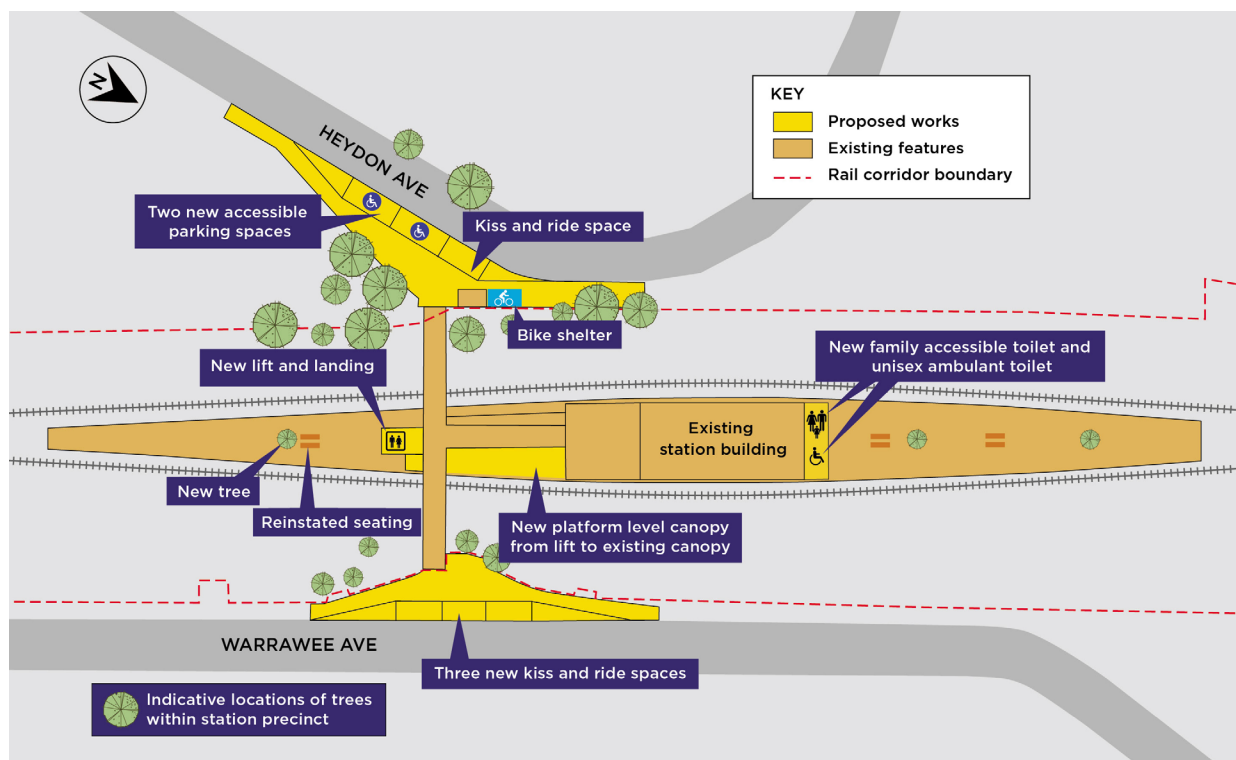 N
HEYDON AVE
KEY
Proposed works
Existing features
Rail corridor boundary
Two new accessible
parking spaces
Kiss and ride space
Bike shelter
New lift and landing
New family accessible toilet and
unisex ambulant toilet
Existing
station building
New tree
Reinstated seating
New platform level canopy
from lift to existing canopy
WARRAWEE AVE
Three new kiss and ride spaces
Indicative locations of trees
within station precinct